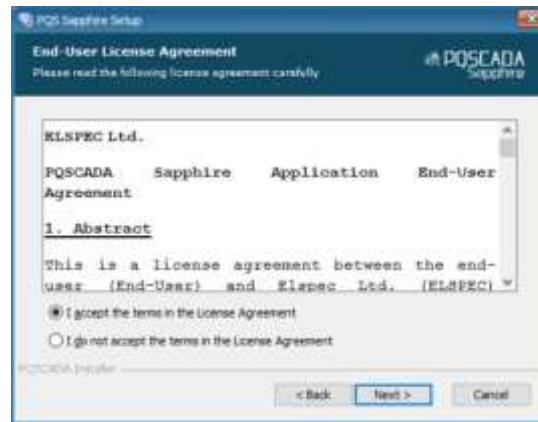 PQS Sapphire Setup
End-User License Agreement
Please read the following license agreement carefully
PQSCADA
Sapphire
ELSPEC Ltd.
PQSCADA Sapphire Application End-User
Agreement
1. Abstract
This is a license agreement between the end-
user (End-User) and Elspec Ltd. (ELSPEC)
I accept the terms in the License Agreement
I do not accept the terms in the License Agreement
PQSCADA Installer
< Back Next > Cancel